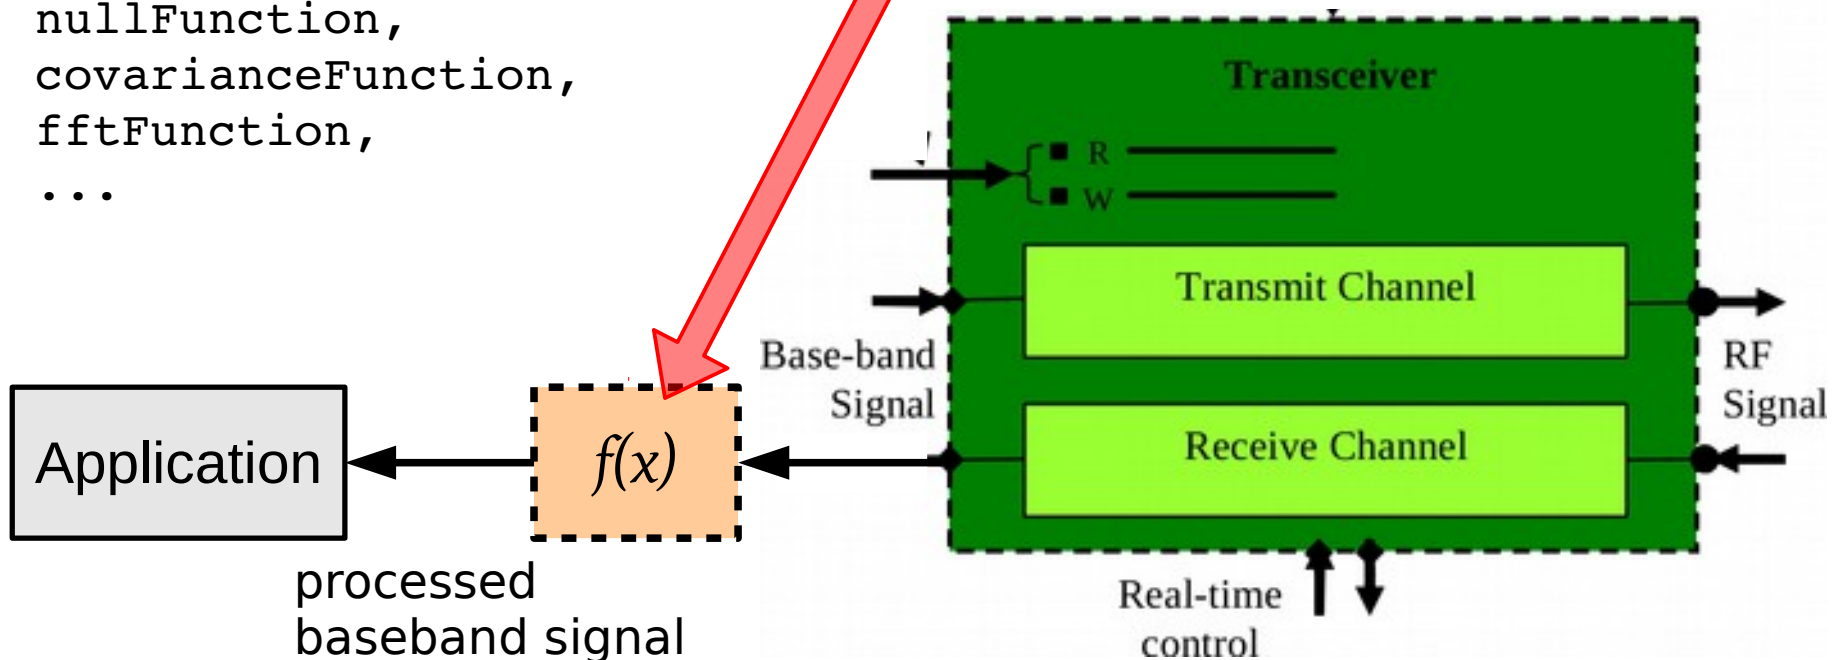 nullFunction,
covarianceFunction,
fftFunction,
...
Transceiver
R
W
Transmit Channel
Base-band
Signal
RF
Signal
Application
f(x)
Receive Channel
processed
baseband signal
Real-time
control